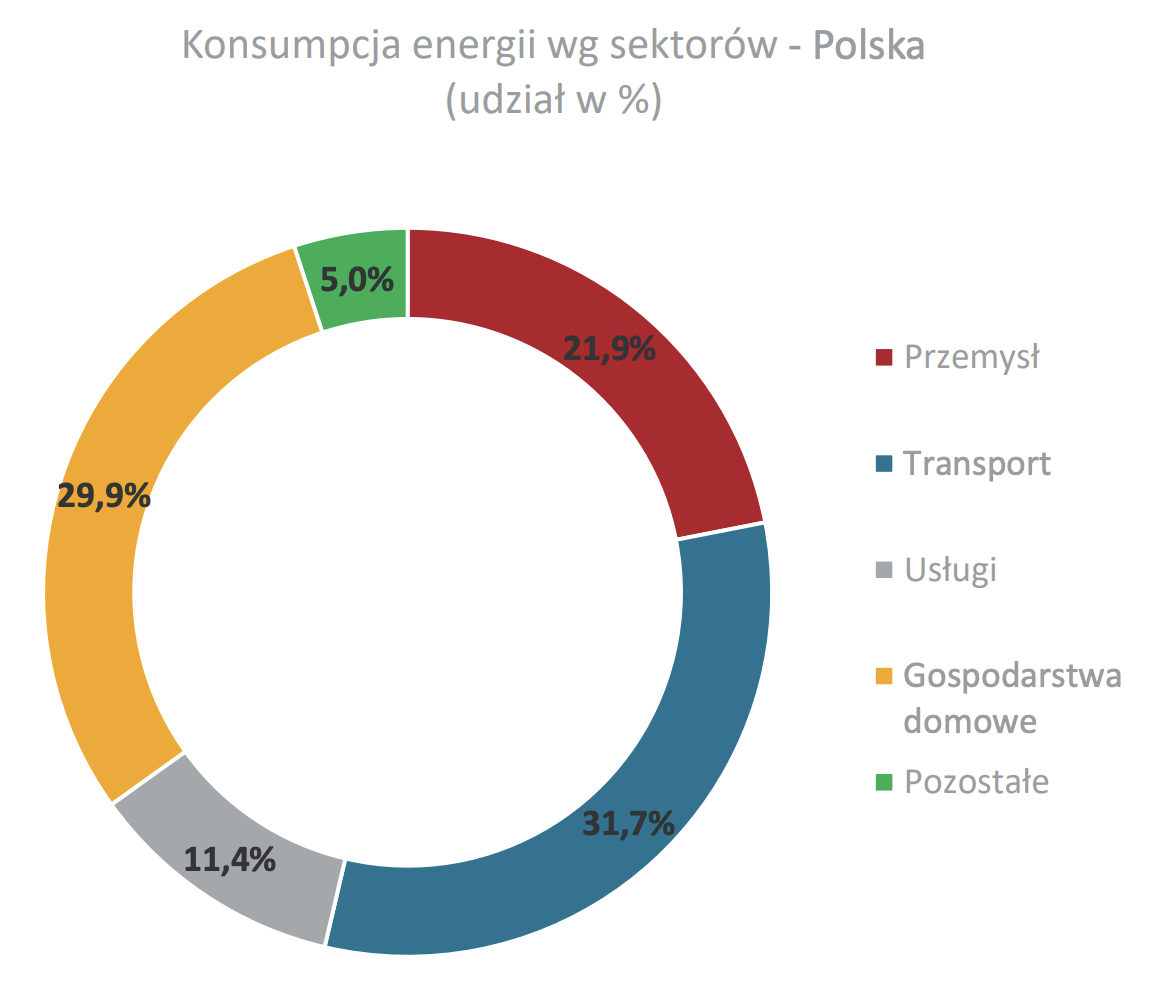 Konsumpcja energii wg sektorów - Polska
(udział w %)
5,0%
21,9%
29,9%
31,7%
11,4%
Przemysł
Transport
Usługi
Gospodarstwa
domowe
Pozostałe